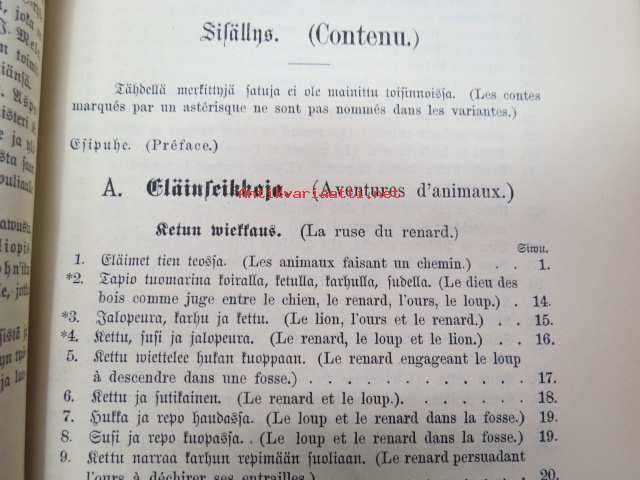 Sisällys. (Contenu.)
Tähdellä merkittyjä satuja ei ole mainittu toisinnoissa. (Les contes
marqués par un astérisque ne sont pas nommés dans les variantes.)
Esipuhe. (Préface.)
A. Eläinseikkoja. (Aventures d'animaux.)
Antikvariaatti.net
Ketun wiekkaus. (La ruse du renard.)
Siwu.
1. Eläimet tien teossa. (Les animaux faisant un chemin.) . . 1.
*2. Tapio tuomarina koiralla, ketulla, karhulla, sudella. (Le dieu des
bois comme juge entre le chien, le renard, l'ours, le loup.) . 14.
*3. Jalopeura, karhu ja kettu. (Le lion, l'ours et le renard.) . . 15.
*4. Kettu, susi ja jalopeura. (Le renard, le loup et le lion.) . . 16.
5. Kettu wiettelee hukan kuoppaan. (Le renard engageant le loup
à descendre dans une fosse.) . . . . . . . . . . . 17.
6. Kettu ja sutikainen. (Le renard et le loup.) . . . . . . 18.
7. Hukka ja repo haudassa. (Le loup et le renard dans la fosse.) 19.
8. Susi ja repo kuopassa. . (Le loup et le renard dans la fosse.) 19.
9. Kettu narraa karhun repimään suoliaan. (Le renard persuadant
l'ours à déchirer ses entrailles.) . . . . . . . . . 20.